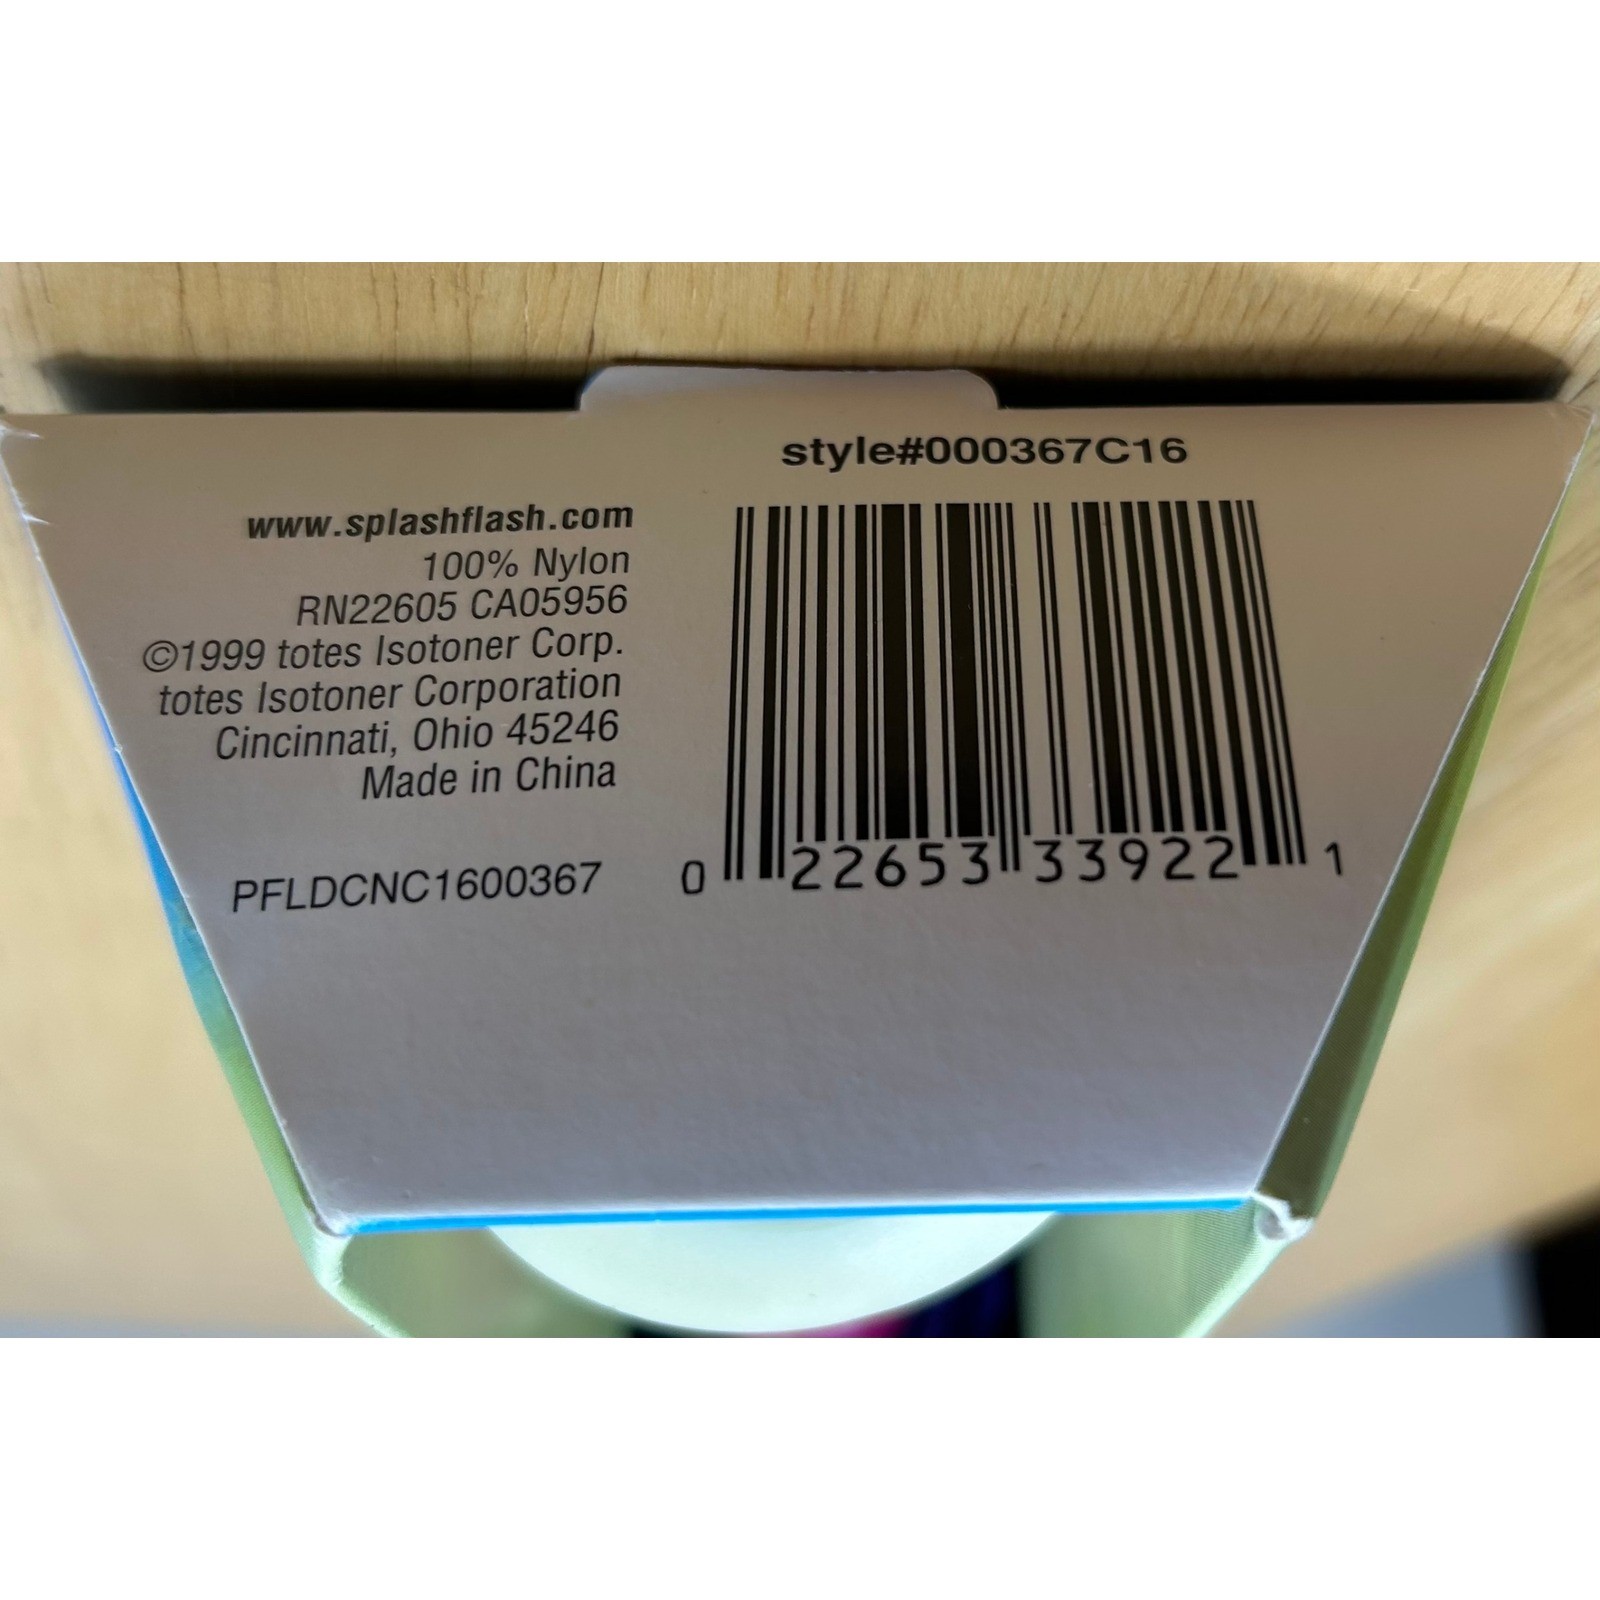 style#000367C16
www.splashflash.com
100% Nylon
RN22605 CA05956
©1999 totes Isotoner Corp.
totes Isotoner Corporation
Cincinnati, Ohio 45246
Made in China
PFLDCNC1600367
0 22653 33922 1